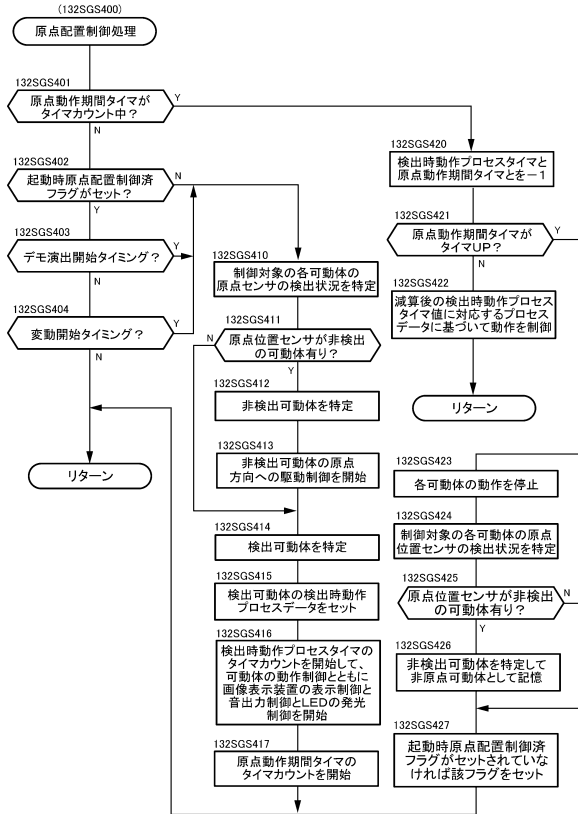 (132SGS400)
原点配置制御処理
132SGS401
原点動作期間タイマが
タイマカウント中？
Y
N
132SGS402
起動時原点配置制御済
フラグがセット？
N
Y
132SGS403
デモ演出開始タイミング？
Y
N
132SGS404
変動開始タイミング？
Y
N
リターン
132SGS410
制御対象の各可動体の
原点センサの検出状況を特定
132SGS411
原点位置センサが非検出
の可動体有り？
N
Y
132SGS412
非検出可動体を特定
132SGS413
非検出可動体の原点
方向への駆動制御を開始
132SGS414
検出可動体を特定
132SGS415
検出可動体の検出時動作
プロセスデータをセット
132SGS416
検出時動作プロセスタイマの
タイマカウントを開始して、
可動体の動作制御とともに
画像表示装置の表示制御と
音出力制御とLEDの発光
制御を開始
132SGS417
原点動作期間タイマの
タイマカウントを開始
132SGS420
検出時動作プロセスタイマと
原点動作期間タイマとを－１
132SGS421
原点動作期間タイマが
タイマUP？
Y
N
132SGS422
減算後の検出時動作プロセス
タイマ値に対応するプロセス
データに基づいて動作を制御
リターン
132SGS423
各可動体の動作を停止
132SGS424
制御対象の各可動体の原点
位置センサの検出状況を特定
132SGS425
原点位置センサが非検出
の可動体有り？
N
Y
132SGS426
非検出可動体を特定して
非原点可動体として記憶
132SGS427
起動時原点配置制御済
フラグがセットされていな
ければ該フラグをセット